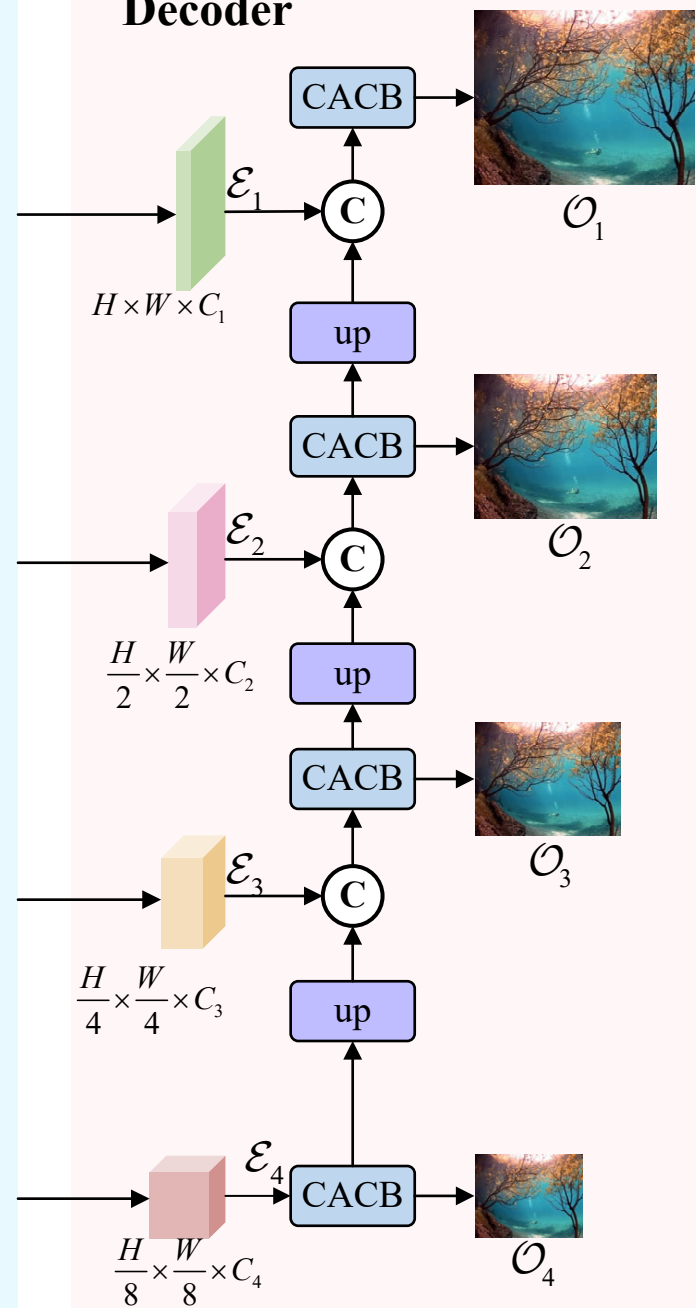 Decoder
CACB
ℰ₁
C
𝒪₁
H × W × C₁
up
CACB
ℰ₂
C
𝒪₂
H/2 × W/2 × C₂
up
CACB
ℰ₃
C
𝒪₃
H/4 × W/4 × C₃
up
ℰ₄
CACB
H/8 × W/8 × C₄
𝒪₄